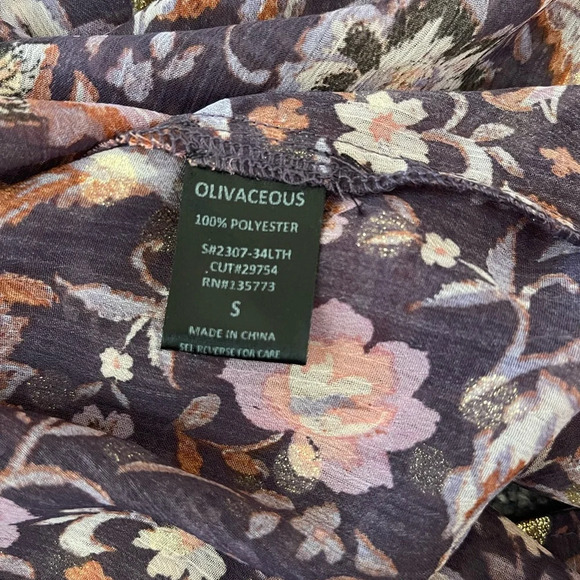 OLIVACEOUS
100% POLYESTER
S#2307-34LTH
CUT#29754
RN#135773
S
MADE IN CHINA
SEE REVERSE FOR CARE